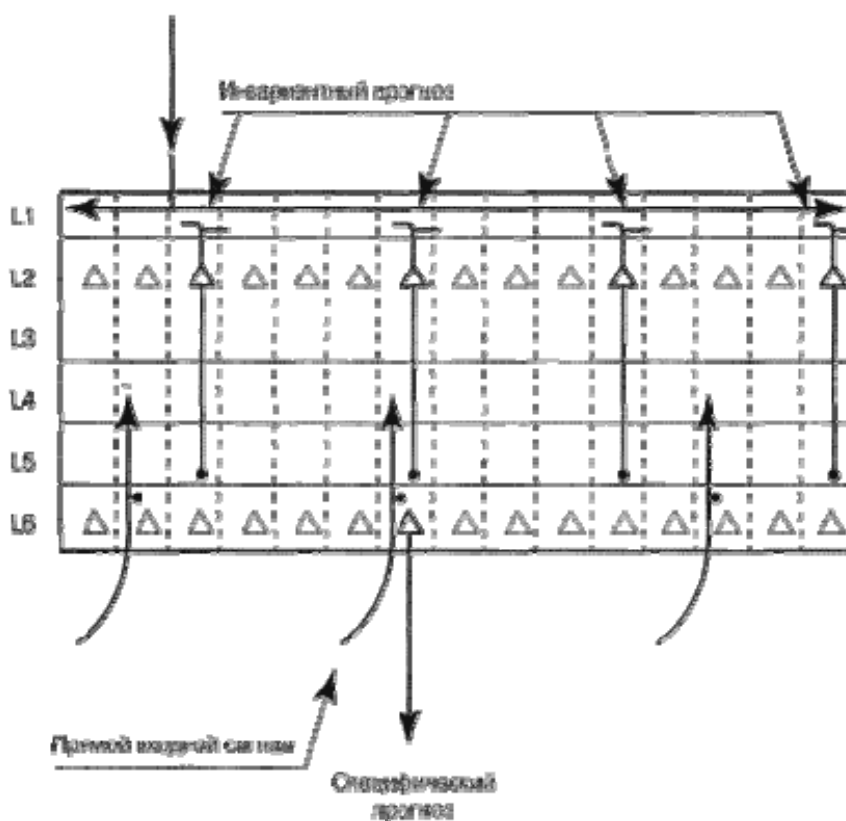 Инвариантный прогноз
L1
L2
L3
L4
L5
L6
Прямой входной сигнал
Специфический
прогноз